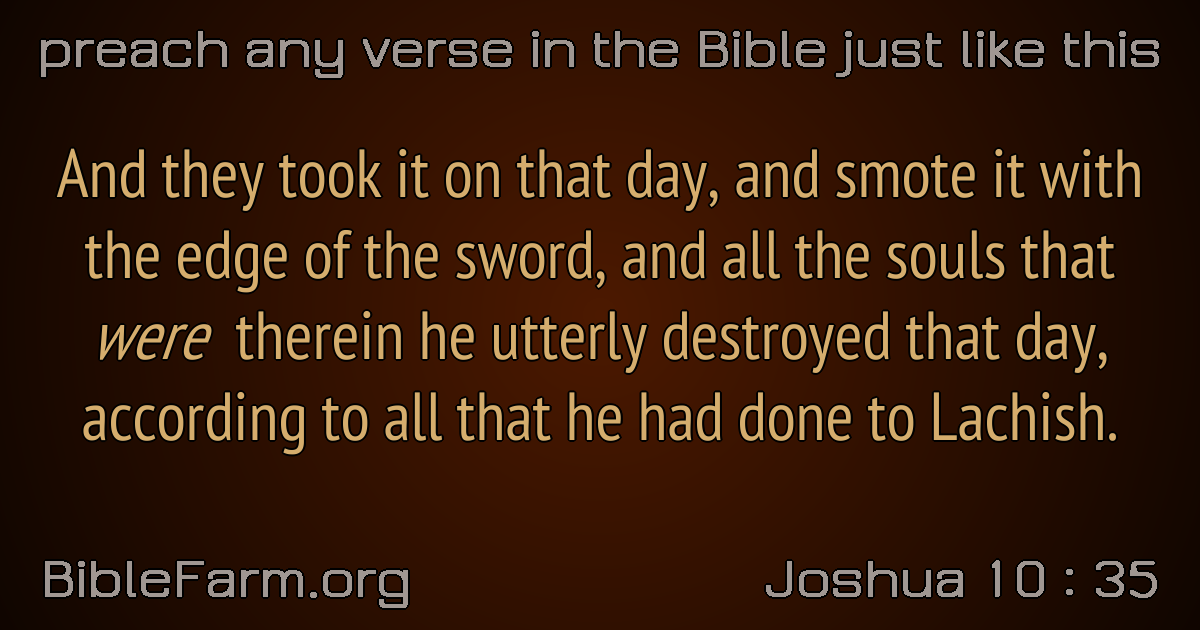 preach any verse in the Bible just like this
And they took it on that day, and smote it with
the edge of the sword, and all the souls that
were therein he utterly destroyed that day,
according to all that he had done to Lachish.
BibleFarm.org
Joshua 10 : 35